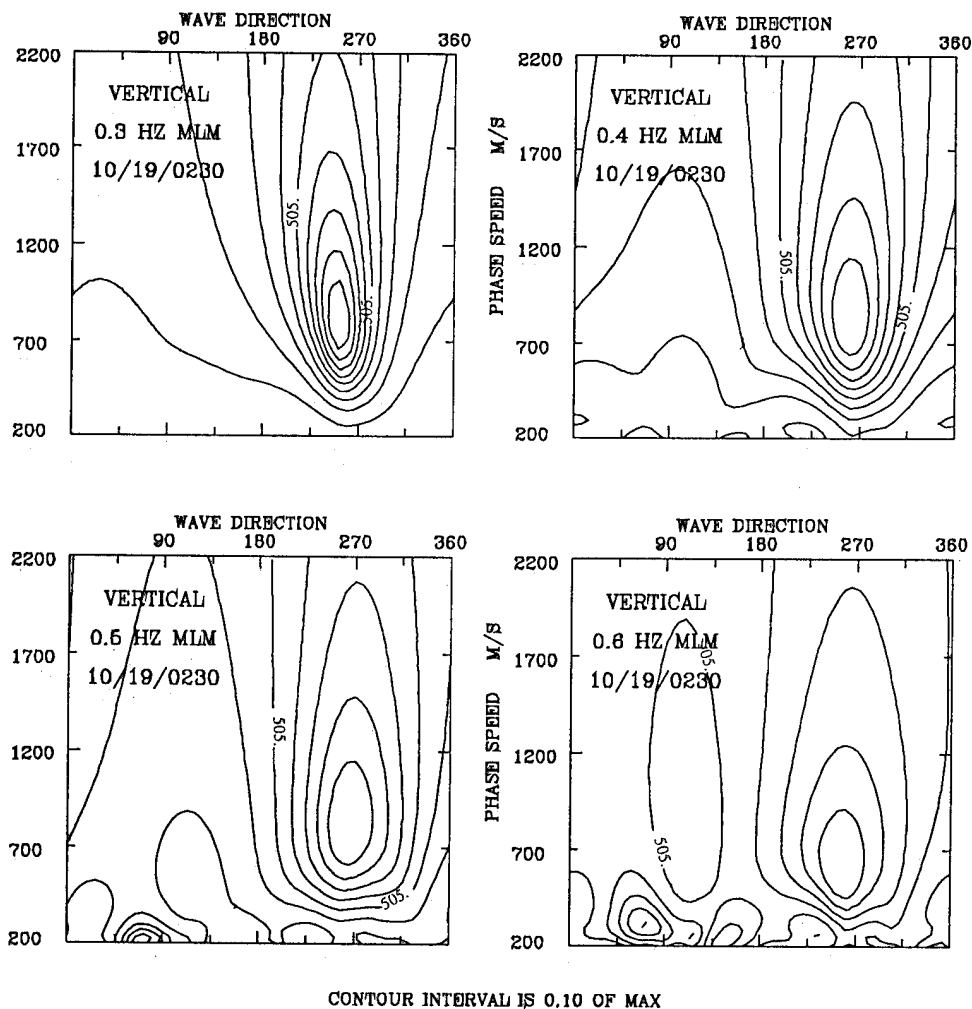 WAVE DIRECTION
90 180 270 360
2200
1700
1200
700
200
VERTICAL
0.3 HZ MLM
10/19/0230
505.
505.
WAVE DIRECTION
90 180 270 360
PHASE SPEED M/S
2200
1700
1200
700
200
VERTICAL
0.4 HZ MLM
10/19/0230
505.
505.
WAVE DIRECTION
90 180 270 360
2200
1700
1200
700
200
VERTICAL
0.5 HZ MLM
10/19/0230
505.
505.
WAVE DIRECTION
90 180 270 360
PHASE SPEED M/S
2200
1700
1200
700
200
VERTICAL
0.6 HZ MLM
10/19/0230
505.
505.
CONTOUR INTERVAL IS 0.10 OF MAX